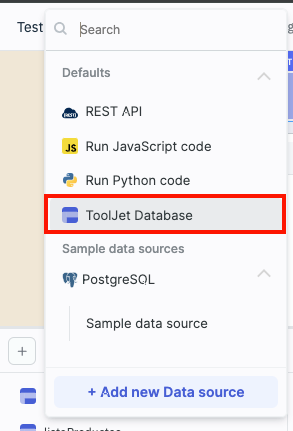 Test
Search
Defaults
REST API
JS Run JavaScript code
Run Python code
ToolJet Database
Sample data sources
PostgreSQL
Sample data source
+ Add new Data source